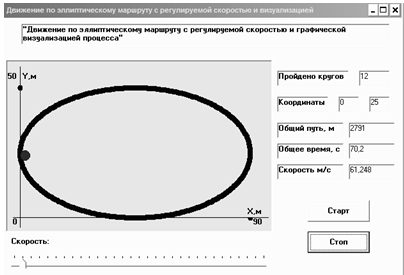 Движение по эллиптическому маршруту с регулируемой скоростью и визуализацией
"Движение по эллиптическому маршруту с регулируемой скоростью и графической
визуализацией процесса"
50 Y,м
0 X,м 90
Пройдено кругов 12
Координаты 0 25
Общий путь, м 2791
Общее время, с 70,2
Скорость м/с 61,248
Старт
Стоп
Скорость: